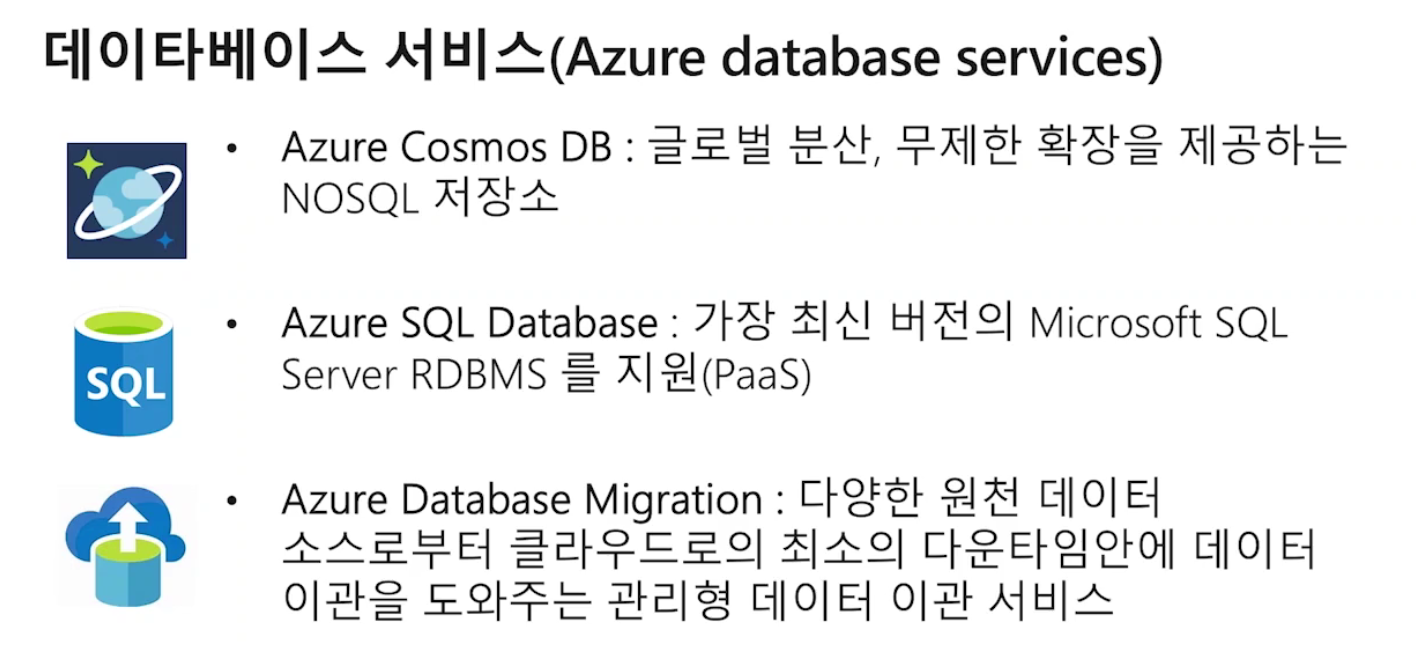 데이타베이스 서비스(Azure database services)
• Azure Cosmos DB : 글로벌 분산, 무제한 확장을 제공하는
NOSQL 저장소
SQL
• Azure SQL Database : 가장 최신 버전의 Microsoft SQL
Server RDBMS 를 지원(PaaS)
• Azure Database Migration : 다양한 원천 데이터
소스로부터 클라우드로의 최소의 다운타임안에 데이터
이관을 도와주는 관리형 데이터 이관 서비스